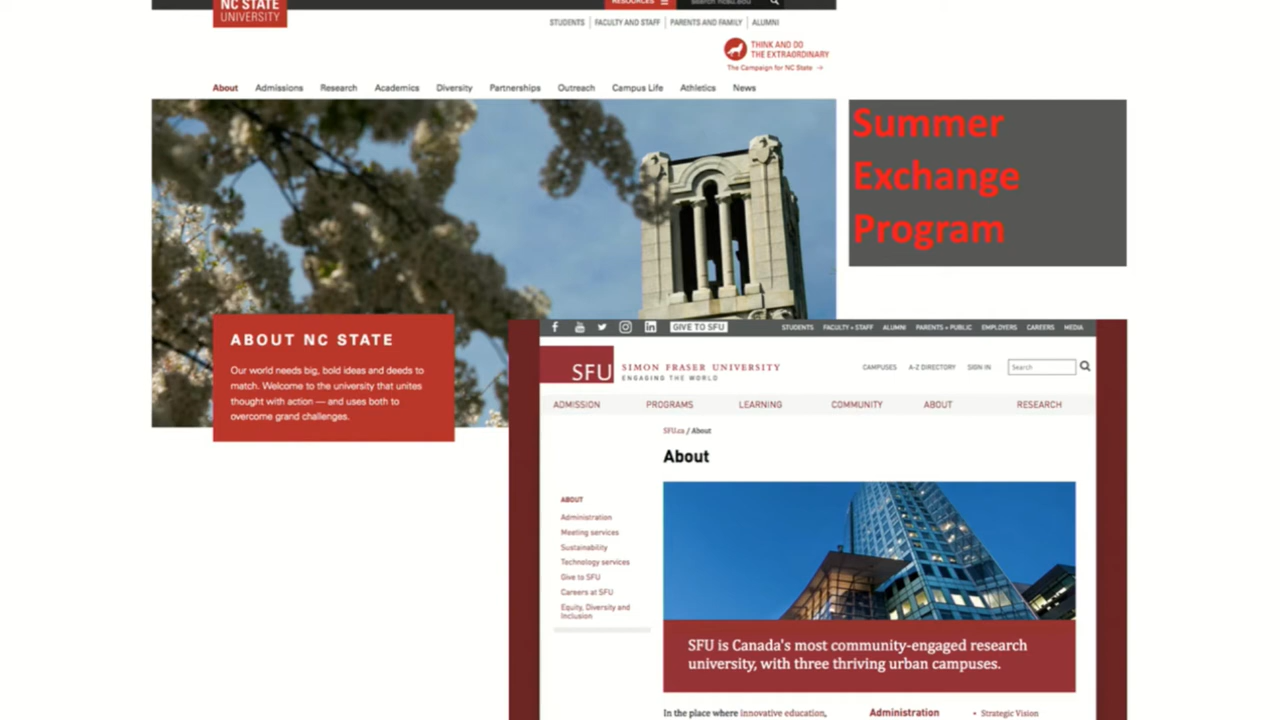 NC STATE
UNIVERSITY
RESOURCES
search ncsu.edu
STUDENTS FACULTY AND STAFF PARENTS AND FAMILY ALUMNI
THINK AND DO
THE EXTRAORDINARY
The Campaign for NC State →
About Admissions Research Academics Diversity Partnerships Outreach Campus Life Athletics News
Summer
Exchange
Program
ABOUT NC STATE
Our world needs big, bold ideas and deeds to
match. Welcome to the university that unites
thought with action — and uses both to
overcome grand challenges.
GIVE TO SFU STUDENTS FACULTY + STAFF ALUMNI PARENTS + PUBLIC EMPLOYERS CAREERS MEDIA
SFU SIMON FRASER UNIVERSITY
ENGAGING THE WORLD
CAMPUSES A-Z DIRECTORY SIGN IN Search
ADMISSION PROGRAMS LEARNING COMMUNITY ABOUT RESEARCH
SFU.ca / About
About
ABOUT
Administration
Meeting services
Sustainability
Technology services
Give to SFU
Careers at SFU
Equity, Diversity and
Inclusion
SFU is Canada's most community-engaged research
university, with three thriving urban campuses.
In the place where innovative education,
Administration
• Strategic Vision